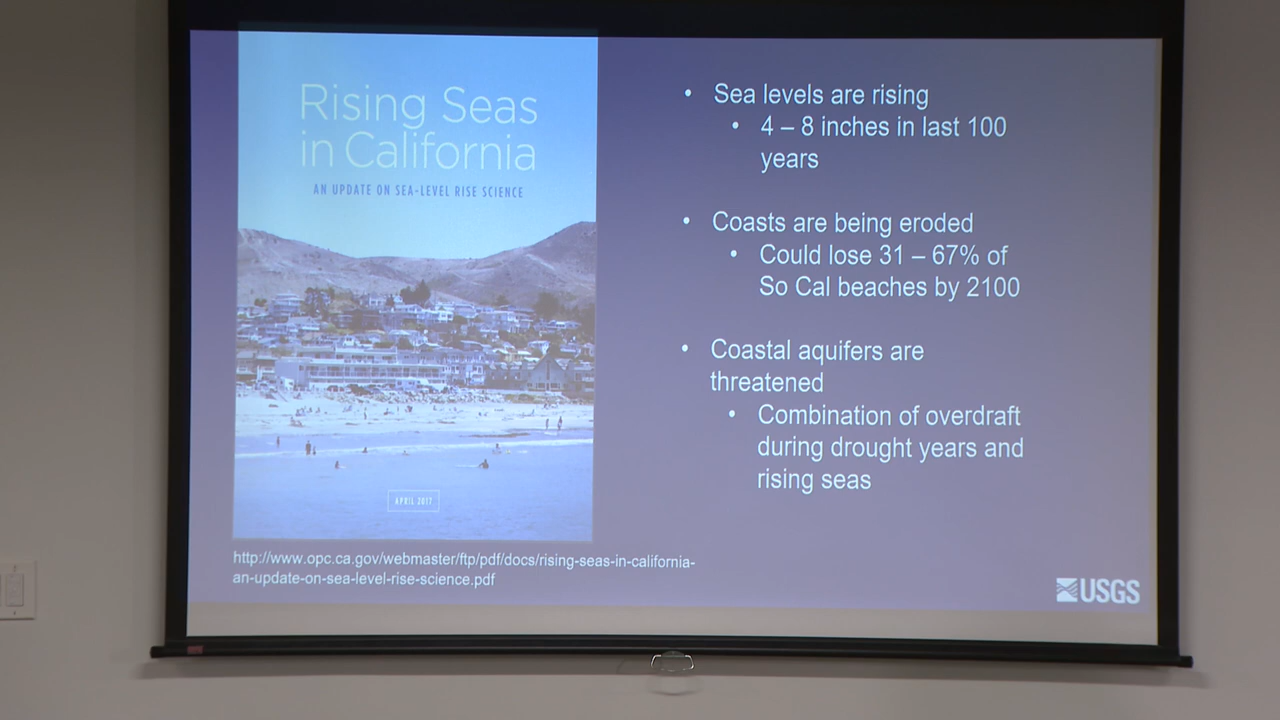 Rising Seas
in California
AN UPDATE ON SEA-LEVEL RISE SCIENCE
APRIL 2017
http://www.opc.ca.gov/webmaster/ftp/pdf/docs/rising-seas-in-california-
an-update-on-sea-level-rise-science.pdf
• Sea levels are rising
• 4 – 8 inches in last 100
years
• Coasts are being eroded
• Could lose 31 – 67% of
So Cal beaches by 2100
• Coastal aquifers are
threatened
• Combination of overdraft
during drought years and
rising seas
USGS